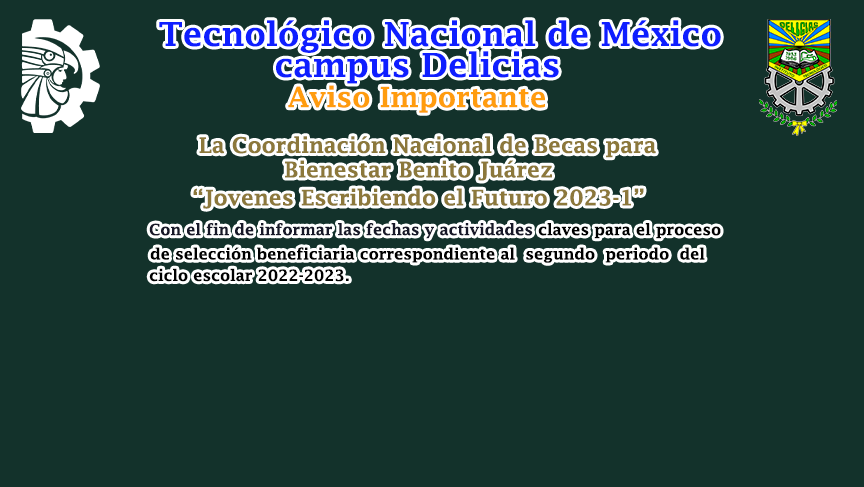 Tecnológico Nacional de México
campus Delicias
Aviso Importante
DELICIAS
La Coordinación Nacional de Becas para
Bienestar Benito Juárez
“Jovenes Escribiendo el Futuro 2023-1”
Con el fin de informar las fechas y actividades claves para el proceso
de selección beneficiaria correspondiente al segundo periodo del
ciclo escolar 2022-2023.